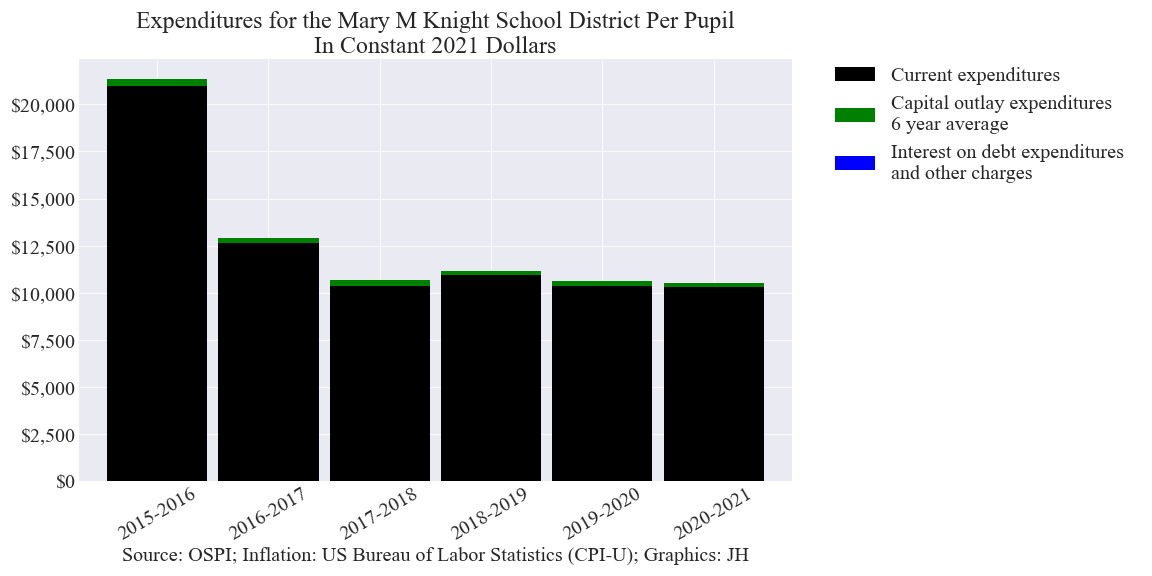 Expenditures for the Mary M Knight School District Per Pupil
In Constant 2021 Dollars
$20,000
$17,500
$15,000
$12,500
$10,000
$7,500
$5,000
$2,500
$0
2015-2016
2016-2017
2017-2018
2018-2019
2019-2020
2020-2021
Source: OSPI; Inflation: US Bureau of Labor Statistics (CPI-U); Graphics: JH
Current expenditures
Capital outlay expenditures
6 year average
Interest on debt expenditures
and other charges